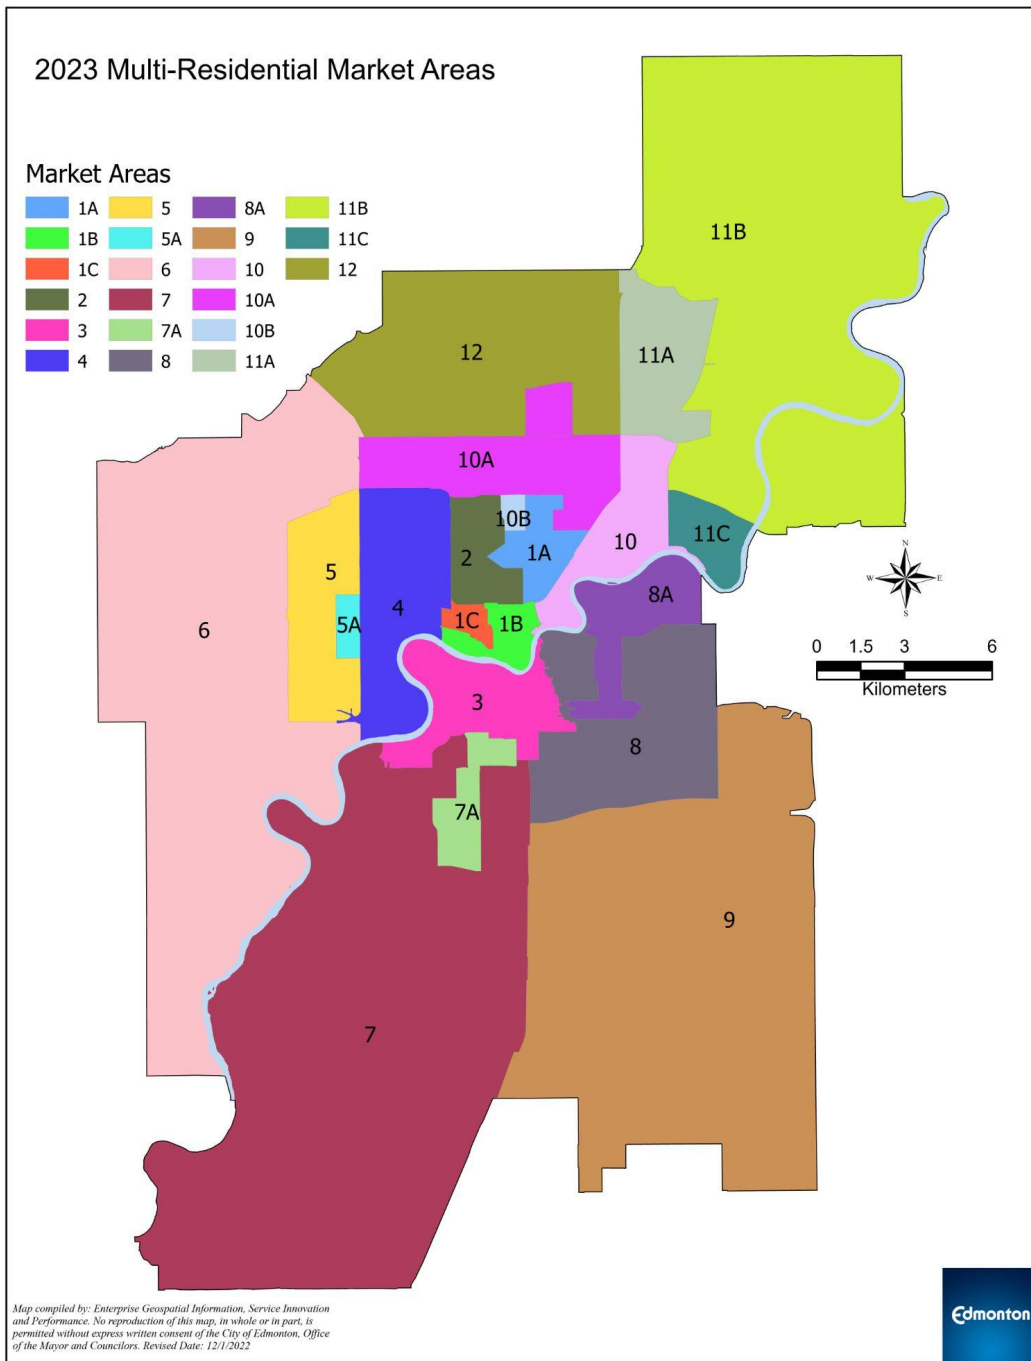 2023 Multi-Residential Market Areas
Market Areas
1A
1B
1C
2
3
4
5
5A
6
7
7A
8
8A
9
10
10A
10B
11A
11B
11C
12
11B
12
11A
10A
10B
1A
10
11C
2
5
4
5A
6
1C
1B
8A
3
8
7A
9
7
N
W
E
S
0 1.5 3 6
Kilometers
Map compiled by: Enterprise Geospatial Information, Service Innovation
and Performance. No reproduction of this map, in whole or in part, is
permitted without express written consent of the City of Edmonton, Office
of the Mayor and Councilors. Revised Date: 12/1/2022
Edmonton